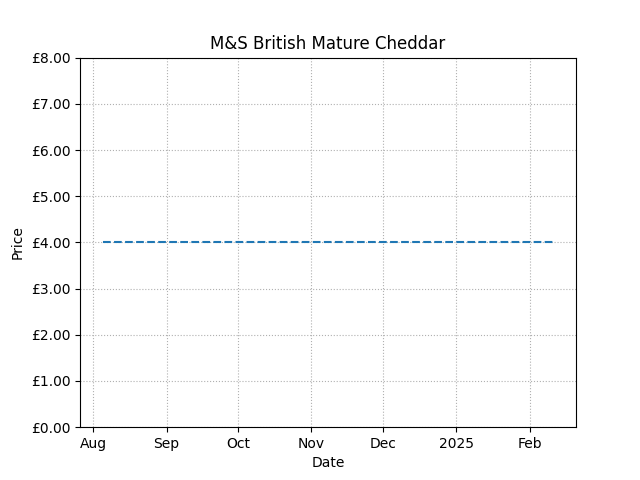 M&S British Mature Cheddar
£8.00
£7.00
£6.00
£5.00
£4.00
£3.00
£2.00
£1.00
£0.00
Price
Aug Sep Oct Nov Dec 2025 Feb
Date